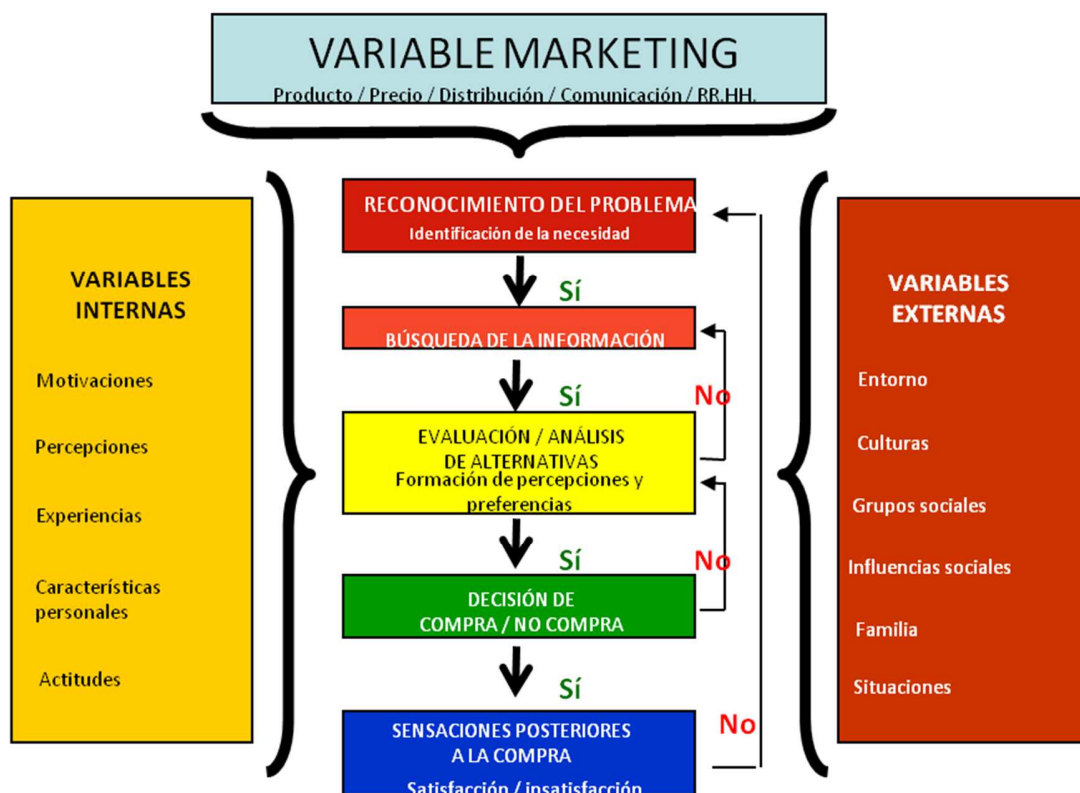 VARIABLE MARKETING
Producto / Precio / Distribución / Comunicación / RR.HH.
VARIABLES
INTERNAS
Motivaciones
Percepciones
Experiencias
Características
personales
Actitudes
RECONOCIMIENTO DEL PROBLEMA
Identificación de la necesidad
Sí
BÚSQUEDA DE LA INFORMACIÓN
Sí
No
EVALUACIÓN / ANÁLISIS
DE ALTERNATIVAS
Formación de percepciones y
preferencias
Sí
No
DECISIÓN DE
COMPRA / NO COMPRA
Sí
No
SENSACIONES POSTERIORES
A LA COMPRA
Satisfacción / insatisfacción
VARIABLES
EXTERNAS
Entorno
Culturas
Grupos sociales
Influencias sociales
Familia
Situaciones